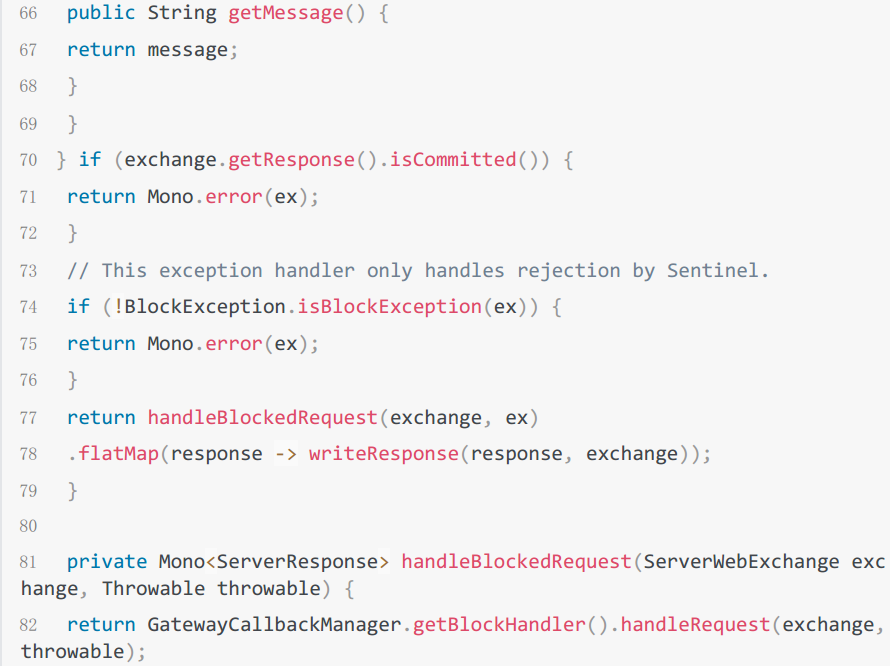 66 public String getMessage() {
67 return message;
68 }
69 }
70 } if (exchange.getResponse().isCommitted()) {
71 return Mono.error(ex);
72 }
73 // This exception handler only handles rejection by Sentinel.
74 if (!BlockException.isBlockException(ex)) {
75 return Mono.error(ex);
76 }
77 return handleBlockedRequest(exchange, ex)
78 .flatMap(response -> writeResponse(response, exchange));
79 }
80
81 private Mono<ServerResponse> handleBlockedRequest(ServerWebExchange exc
hange, Throwable throwable) {
82 return GatewayCallbackManager.getBlockHandler().handleRequest(exchange,
throwable);